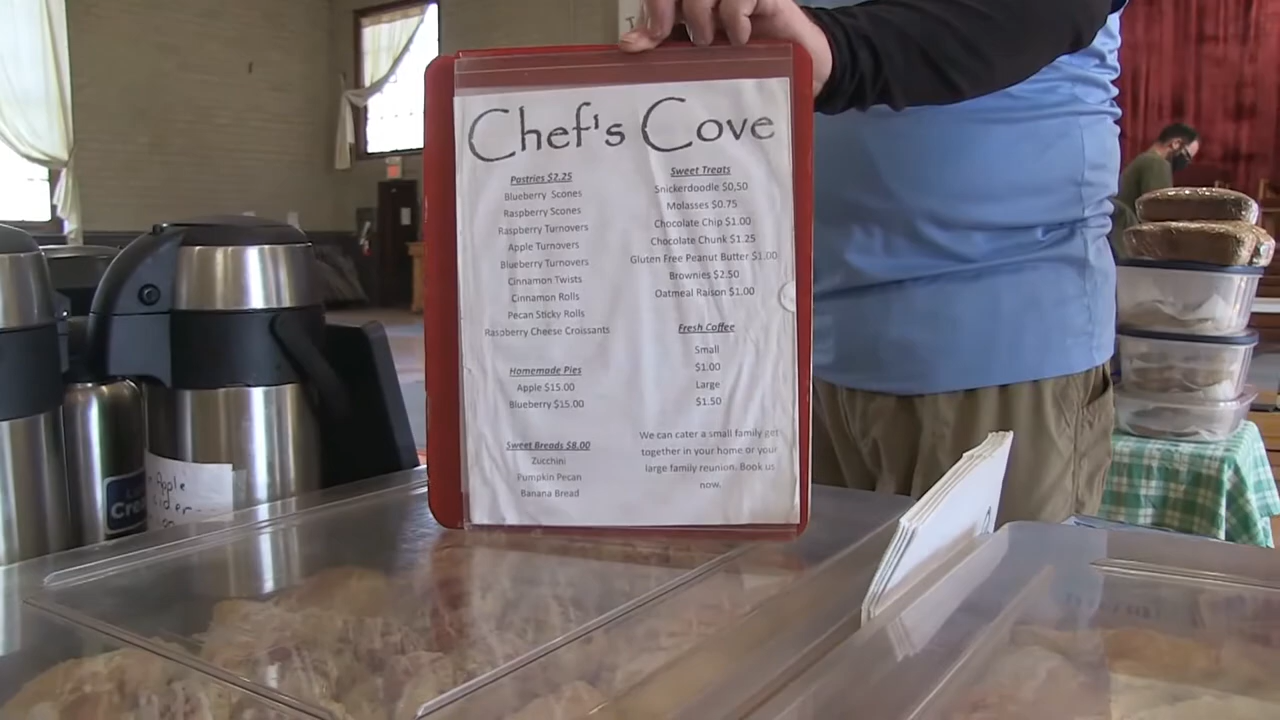 Chef's Cove
Pastries $2.25
Blueberry Scones
Raspberry Scones
Raspberry Turnovers
Apple Turnovers
Blueberry Turnovers
Cinnamon Twists
Cinnamon Rolls
Pecan Sticky Rolls
Raspberry Cheese Croissants
Homemade Pies
Apple $15.00
Blueberry $15.00
Sweet Breads $8.00
Zucchini
Pumpkin Pecan
Banana Bread
Sweet Treats
Snickerdoodle $0.50
Molasses $0.75
Chocolate Chip $1.00
Chocolate Chunk $1.25
Gluten Free Peanut Butter $1.00
Brownies $2.50
Oatmeal Raison $1.00
Fresh Coffee
Small
$1.00
Large
$1.50
We can cater a small family get
together in your home or your
large family reunion. Book us
now.
Apple